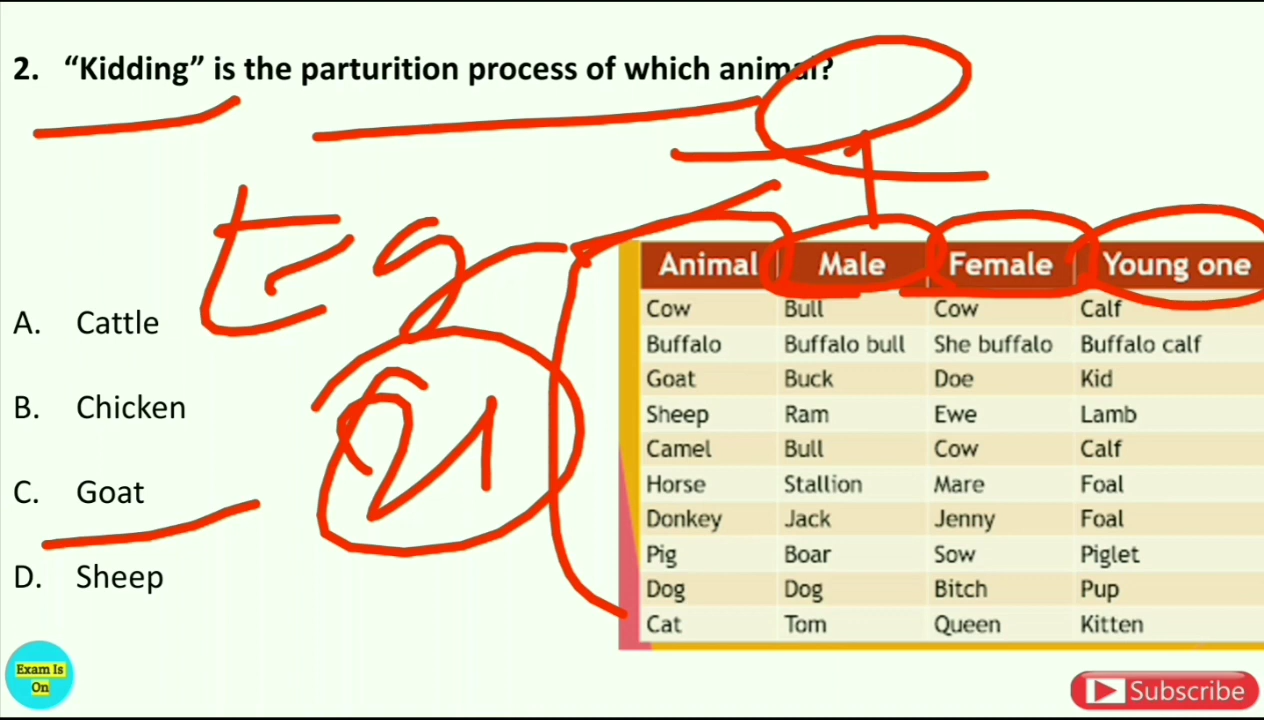 2. “Kidding” is the parturition process of which animal?
A. Cattle
B. Chicken
C. Goat
D. Sheep
Animal Male Female Young one
Cow Bull Cow Calf
Buffalo Buffalo bull She buffalo Buffalo calf
Goat Buck Doe Kid
Sheep Ram Ewe Lamb
Camel Bull Cow Calf
Horse Stallion Mare Foal
Donkey Jack Jenny Foal
Pig Boar Sow Piglet
Dog Dog Bitch Pup
Cat Tom Queen Kitten
Exam Is
On
Subscribe